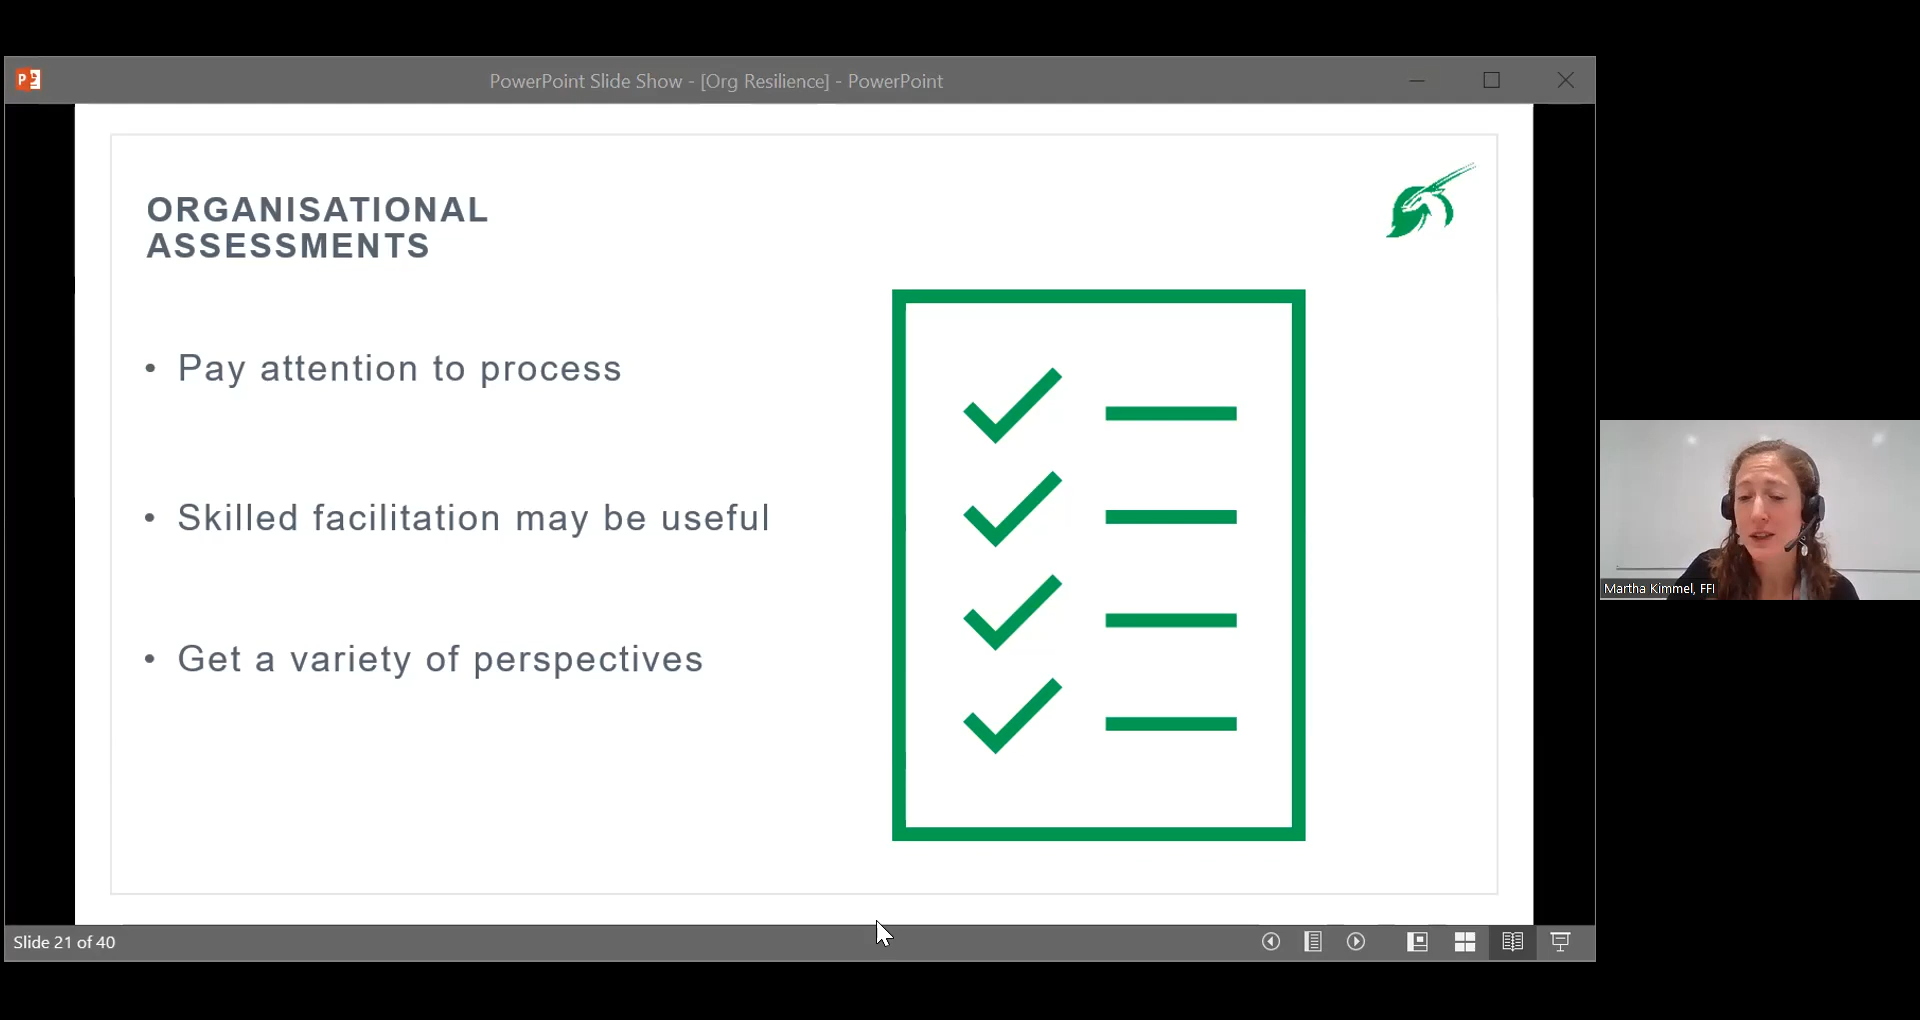 PowerPoint Slide Show - [Org Resilience] - PowerPoint
ORGANISATIONAL
ASSESSMENTS
• Pay attention to process
• Skilled facilitation may be useful
• Get a variety of perspectives
Martha Kimmel, FFI
Slide 21 of 40